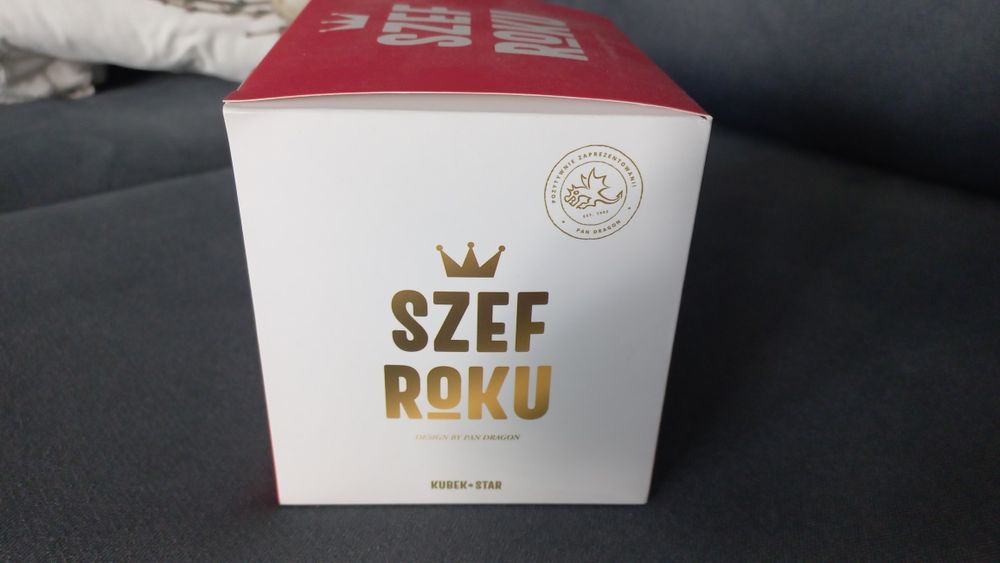 SZEF
ROKU
POZYTYWNIE ZAPREZENTOWANI!
PAN DRAGON
SZEF
ROKU
DESIGN BY PAN DRAGON
KUBEK STAR